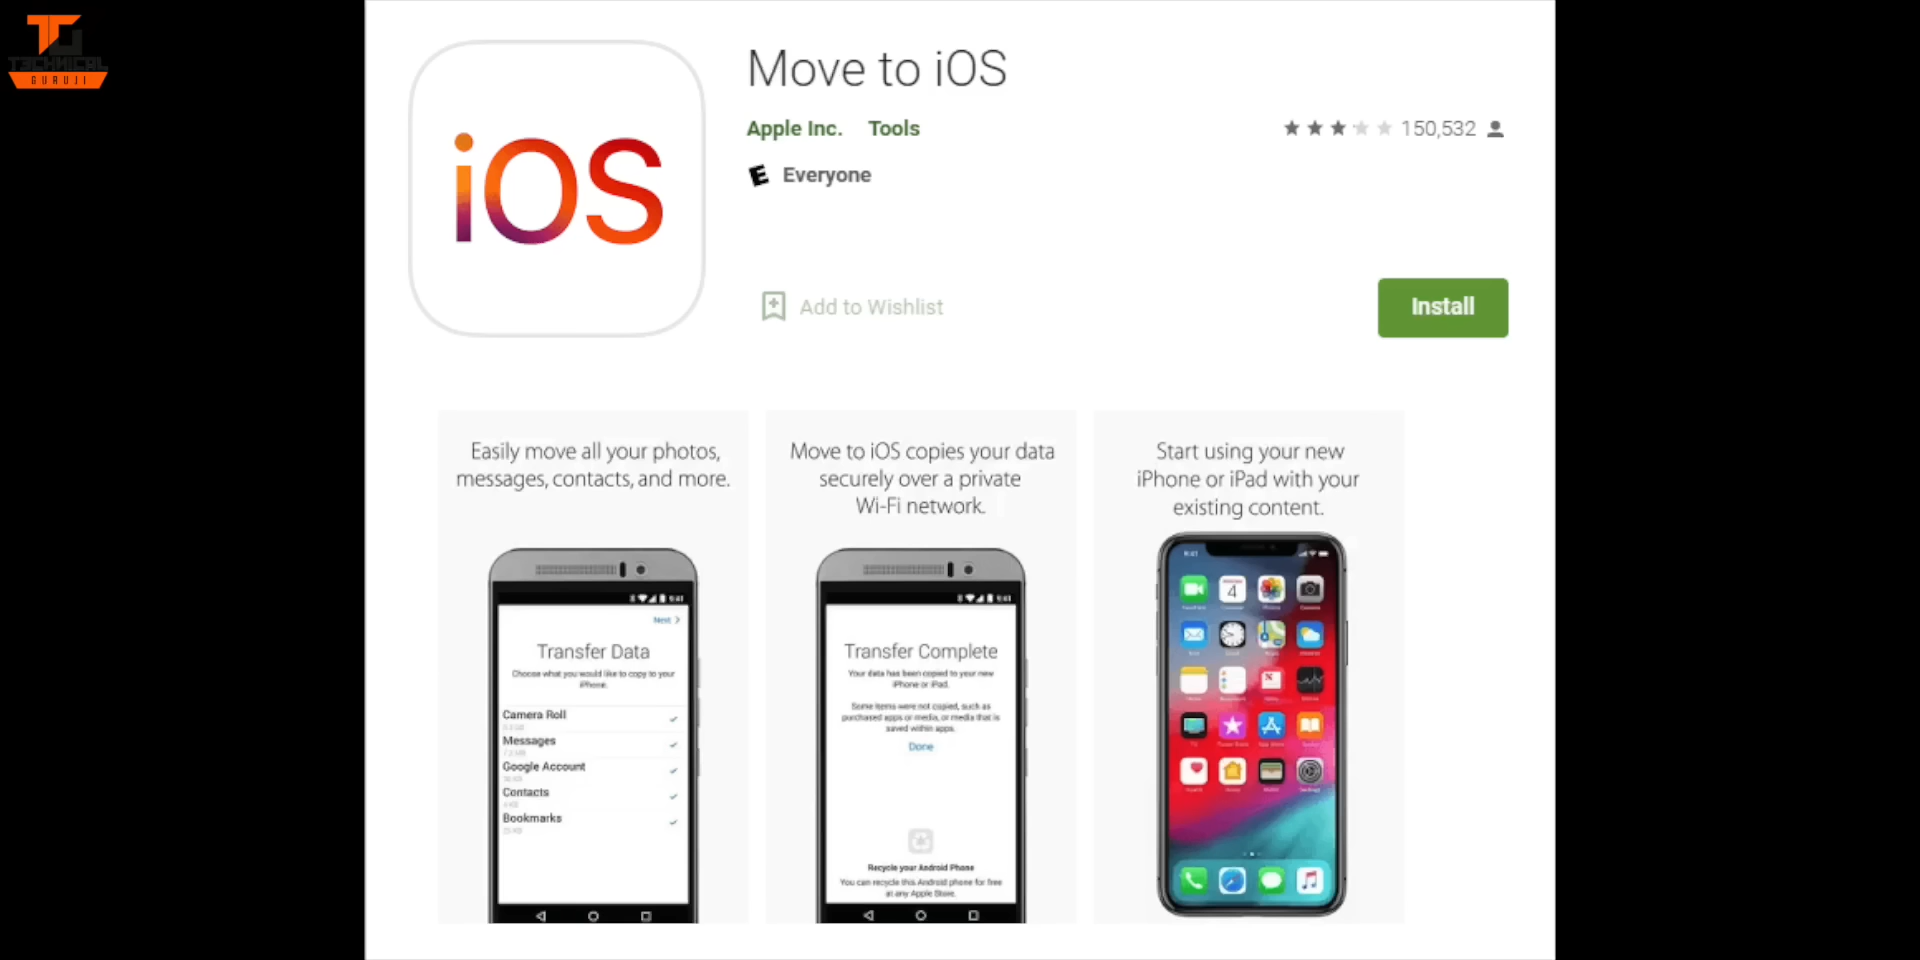 TECHNICAL
GURUJI
iOS
Move to iOS
Apple Inc. Tools
150,532
E Everyone
Add to Wishlist
Install
Easily move all your photos,
messages, contacts, and more.
Next
Transfer Data
Choose what you would like to copy to your
iPhone.
Camera Roll
Messages
Google Account
Contacts
Bookmarks
Move to iOS copies your data
securely over a private
Wi-Fi network.
9:41
Transfer Complete
Your data has been copied to your new
iPhone or iPad.
Some items were not copied, such as
purchased apps or media, or media that is
saved within apps.
Done
Recycle your Android Phone
You can recycle this Android phone for free
at any Apple Store.
Start using your new
iPhone or iPad with your
existing content.
9:41
4